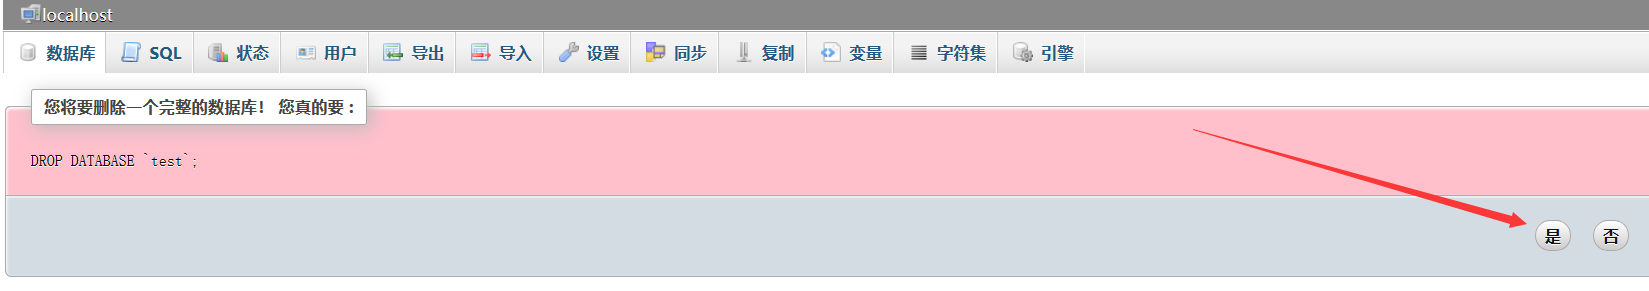 localhost
数据库 SQL 状态 用户 导出 导入 设置 同步 复制 变量 字符集 引擎
您将要删除一个完整的数据库！ 您真的要：
DROP DATABASE `test`;
是 否